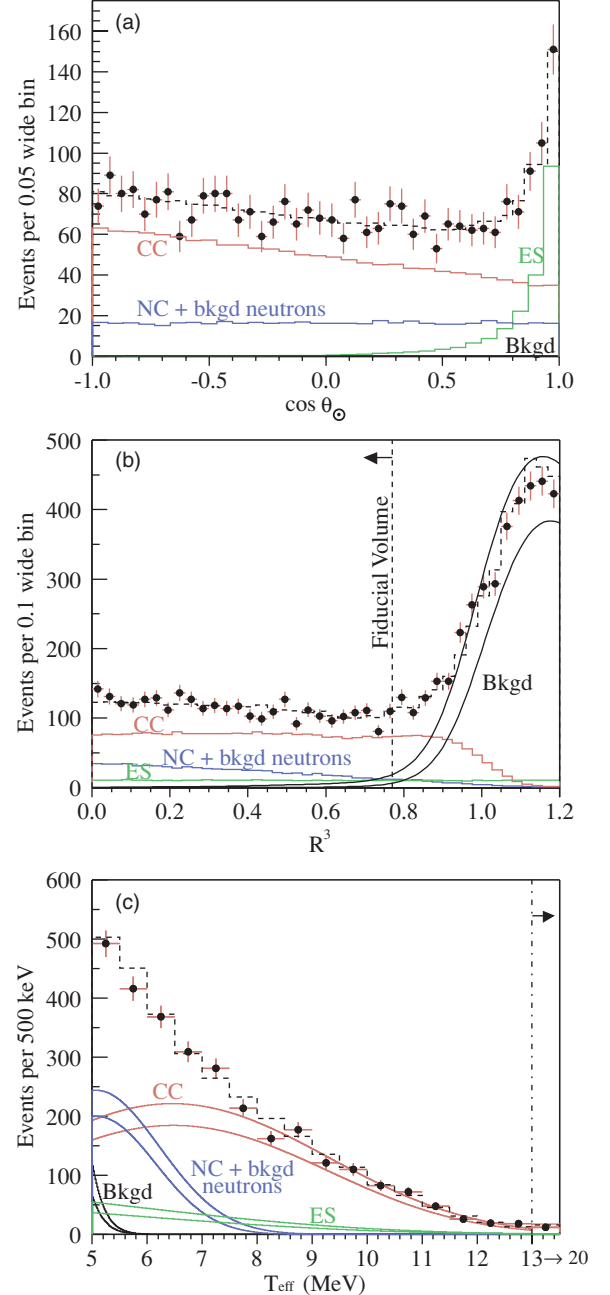 (a)
160
140
120
100
80
60
40
20
0
Events per 0.05 wide bin
CC
ES
NC + bkgd neutrons
Bkgd
-1.0 -0.5 0.0 0.5 1.0
cos θ⊙
(b)
500
400
300
200
100
0
Events per 0.1 wide bin
Fiducial Volume
Bkgd
CC
NC + bkgd neutrons
ES
0.0 0.2 0.4 0.6 0.8 1.0 1.2
R³
(c)
600
500
400
300
200
100
0
Events per 500 keV
CC
NC + bkgd
neutrons
Bkgd
ES
5 6 7 8 9 10 11 12 13→ 20
Teff (MeV)